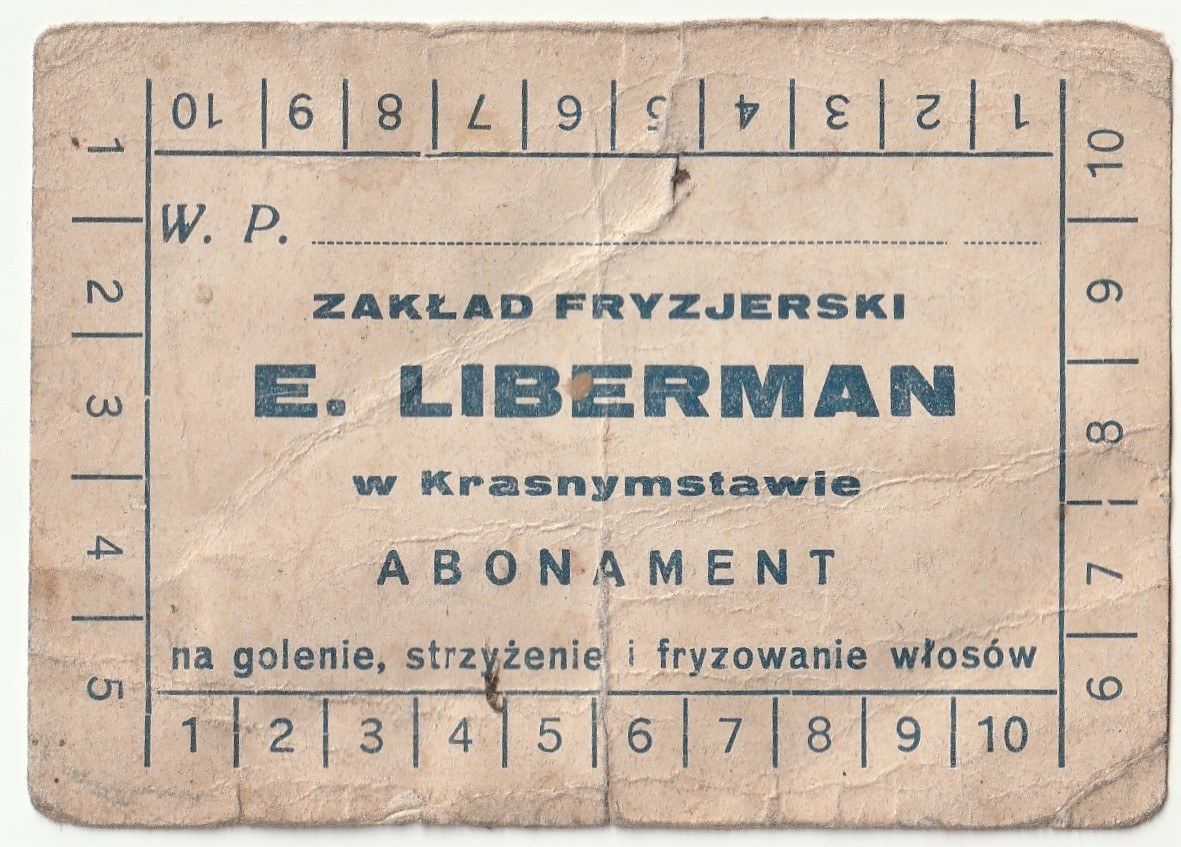 10 9 8 7 6 5 4 3 2 1
1 2 3 4 5
W. P.
ZAKŁAD FRYZJERSKI
E. LIBERMAN
w Krasnymstawie
ABONAMENT
na golenie, strzyżenie i fryzowanie włosów
10 9 8 7 6
1 2 3 4 5 6 7 8 9 10